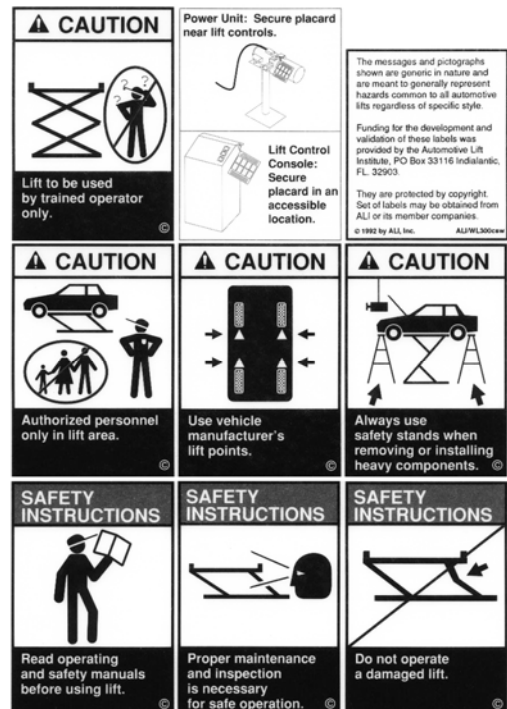 CAUTION
Lift to be used
by trained operator
only.
©
Power Unit: Secure placard
near lift controls.
Lift Control
Console:
Secure
placard in an
accessible
location.
The messages and pictographs
shown are generic in nature and
are meant to generally represent
hazards common to all automotive
lifts regardless of specific style.
Funding for the development and
validation of these labels was
provided by the Automotive Lift
Institute, PO Box 33116 Indialantic,
FL. 32903.
They are protected by copyright.
Set of labels may be obtained from
ALI or its member companies.
© 1992 by ALI, Inc. ALI/WL300caw
CAUTION
Authorized personnel
only in lift area.
©
CAUTION
Use vehicle
manufacturer's
lift points.
©
CAUTION
Always use
safety stands when
removing or installing
heavy components.
©
SAFETY
INSTRUCTIONS
Read operating
and safety manuals
before using lift.
©
SAFETY
INSTRUCTIONS
Proper maintenance
and inspection
is necessary
for safe operation.
©
SAFETY
INSTRUCTIONS
Do not operate
a damaged lift.
©